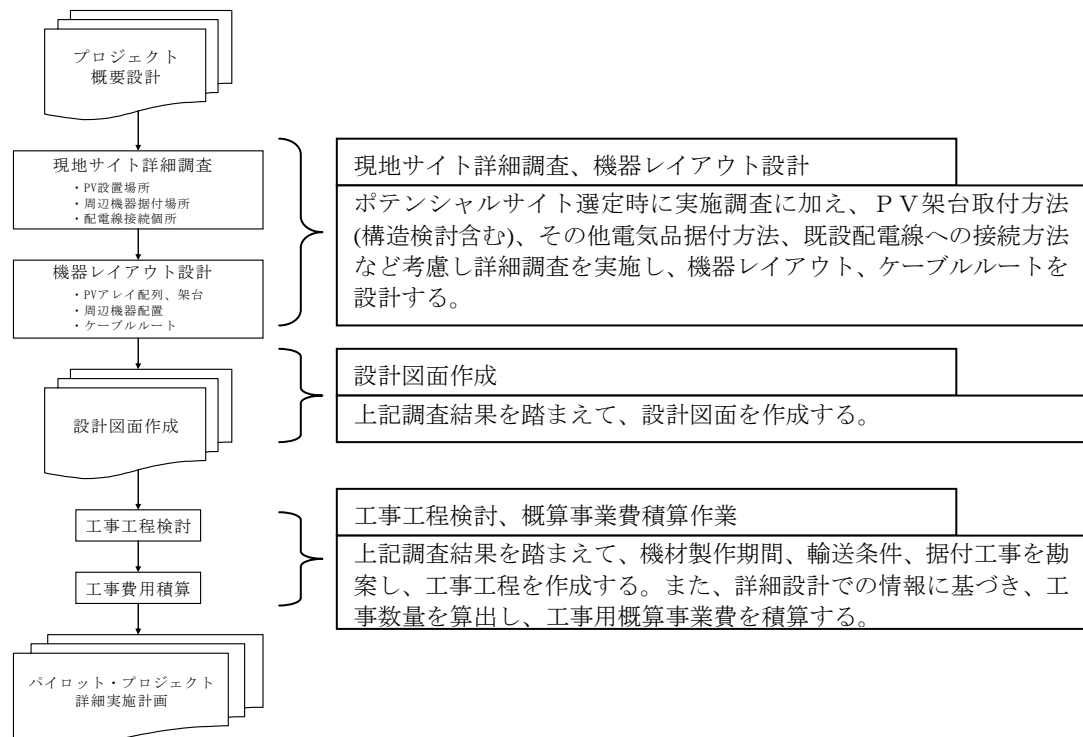 プロジェクト
概要設計
現地サイト詳細調査
・PV設置場所
・周辺機器据付場所
・配電線接続個所
機器レイアウト設計
・PVアレイ配列、架台
・周辺機器配置
・ケーブルルート
設計図面作成
工事工程検討
工事費用積算
パイロット・プロジェクト
詳細実施計画
現地サイト詳細調査、機器レイアウト設計
ポテンシャルサイト選定時に実施調査に加え、ＰＶ架台取付方法
(構造検討含む)、その他電気品据付方法、既設配電線への接続方法
など考慮し詳細調査を実施し、機器レイアウト、ケーブルルートを
設計する。
設計図面作成
上記調査結果を踏まえて、設計図面を作成する。
工事工程検討、概算事業費積算作業
上記調査結果を踏まえて、機材製作期間、輸送条件、据付工事を勘
案し、工事工程を作成する。また、詳細設計での情報に基づき、工
事数量を算出し、工事用概算事業費を積算する。